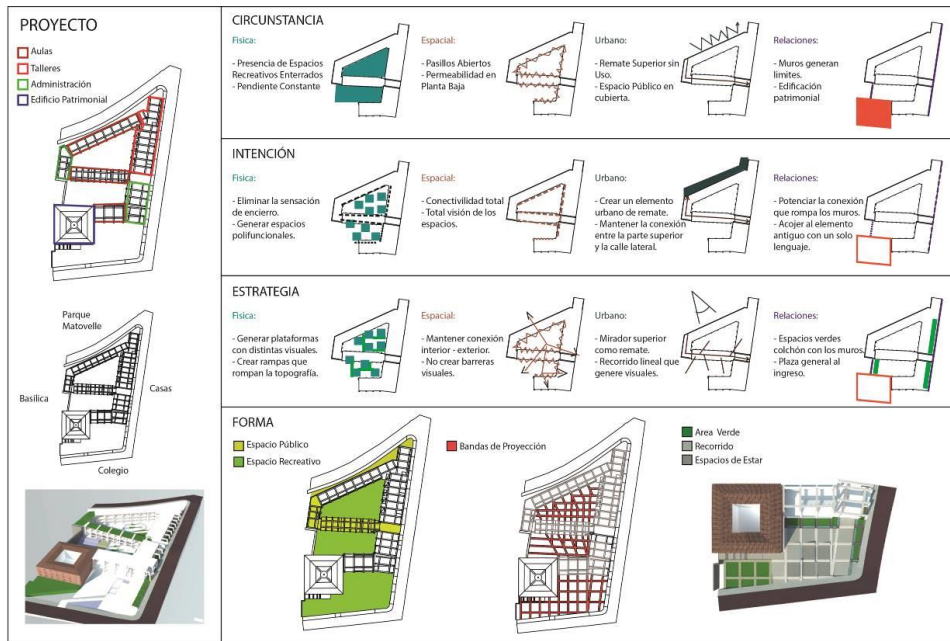 PROYECTO
Aulas
Talleres
Administración
Edificio Patrimonial
Parque
Matovelle
Basílica
Casas
Colegio
CIRCUNSTANCIA
Fisica:
- Presencia de Espacios
Recreativos Enterrados
- Pendiente Constante
Espacial:
- Pasillos Abiertos
- Permeabilidad en
Planta Baja
Urbano:
- Remate Superior sin
Uso.
- Espacio Público en
cubierta.
Relaciones:
- Muros generan
limites.
- Edificación
patrimonial
INTENCIÓN
Fisica:
- Eliminar la sensación
de encierro.
- Generar espacios
polifuncionales.
Espacial:
- Conectivilidad total
- Total visión de los
espacios.
Urbano:
- Crear un elemento
urbano de remate.
- Mantener la conexión
entre la parte superior
y la calle lateral.
Relaciones:
- Potenciar la conexión
que rompa los muros.
- Acojer al elemento
antiguo con un solo
lenguaje.
ESTRATEGIA
Fisica:
- Generar plataformas
con distintas visuales.
- Crear rampas que
rompan la topografía.
Espacial:
- Mantener conexión
interior - exterior.
- No crear barreras
visuales.
Urbano:
- Mirador superior
como remate.
- Recorrido lineal que
genere visuales.
Relaciones:
- Espacios verdes
colchón con los muros.
- Plaza general al
ingreso.
FORMA
Espacio Público
Espacio Recreativo
Bandas de Proyección
Area Verde
Recorrido
Espacios de Estar